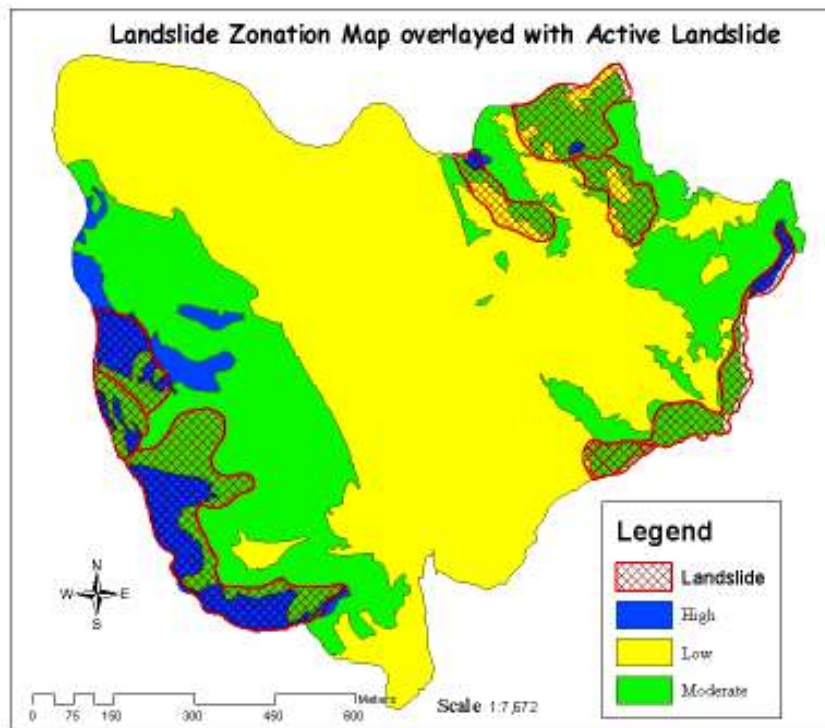 Landslide Zonation Map overlayed with Active Landslide
Legend
Landslide
High
Low
Moderate
N
W E
S
Meters
0 75 150 300 450 600
Scale 1:7,672